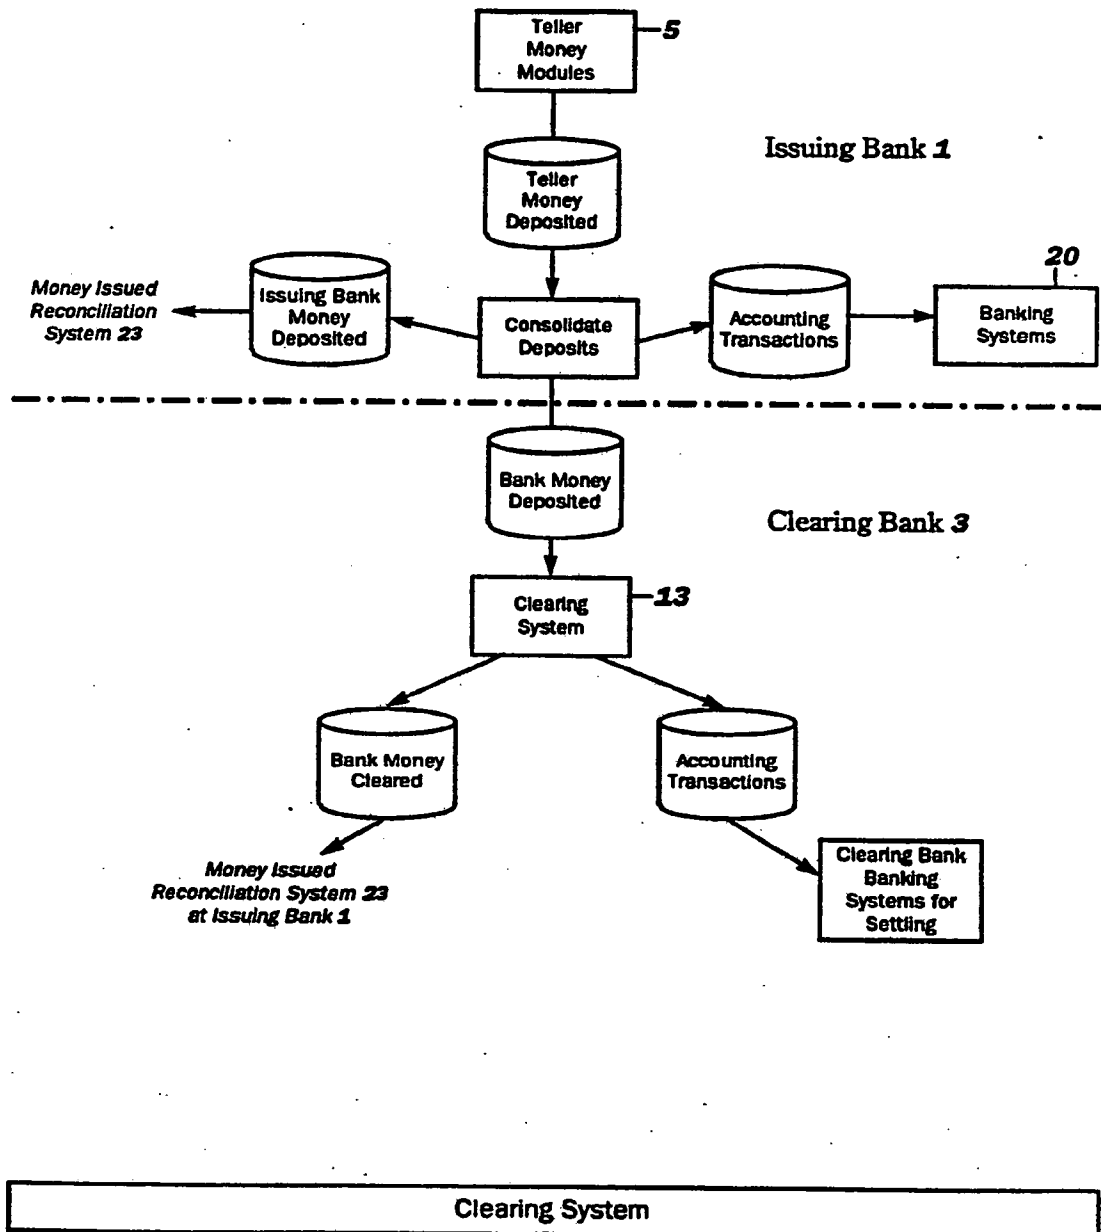 Teller
Money
Modules
5
Issuing Bank 1
Teller
Money
Deposited
20
Money Issued
Reconciliation
System 23
Issuing Bank
Money
Deposited
Consolidate
Deposits
Accounting
Transactions
Banking
Systems
Bank Money
Deposited
Clearing Bank 3
Clearing
System
13
Bank Money
Cleared
Accounting
Transactions
Money Issued
Reconciliation System 23
at Issuing Bank 1
Clearing Bank
Banking
Systems for
Settling
Clearing System